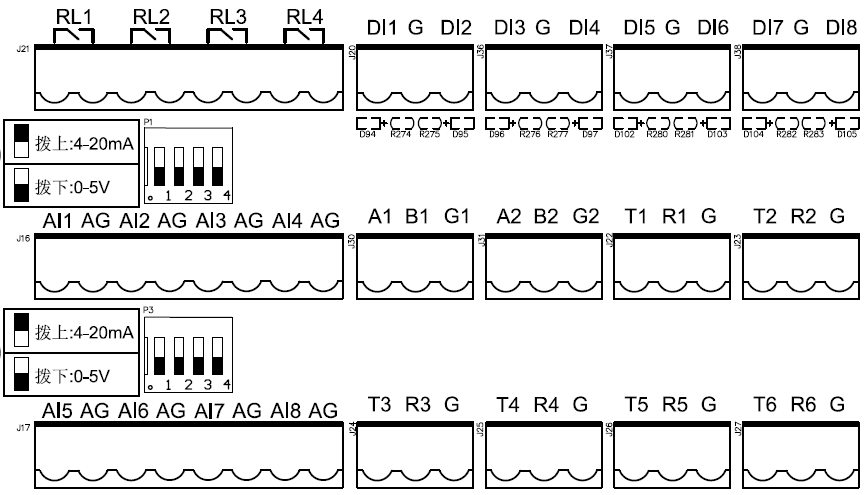 RL1 RL2 RL3 RL4 DI1 G DI2 DI3 G DI4 DI5 G DI6 DI7 G DI8
J21 J20 J36 J37 J38
D94 R274 R275 D95 D96 R276 R277 D97 D102 R280 R281 D103 D104 R282 R283 D105
P1
拨上:4-20mA
拨下:0-5V
1 2 3 4
AI1 AG AI2 AG AI3 AG AI4 AG A1 B1 G1 A2 B2 G2 T1 R1 G T2 R2 G
J16 J30 J31 J22 J23
P3
拨上:4-20mA
拨下:0-5V
1 2 3 4
AI5 AG AI6 AG AI7 AG AI8 AG T3 R3 G T4 R4 G T5 R5 G T6 R6 G
J17 J24 J25 J26 J27